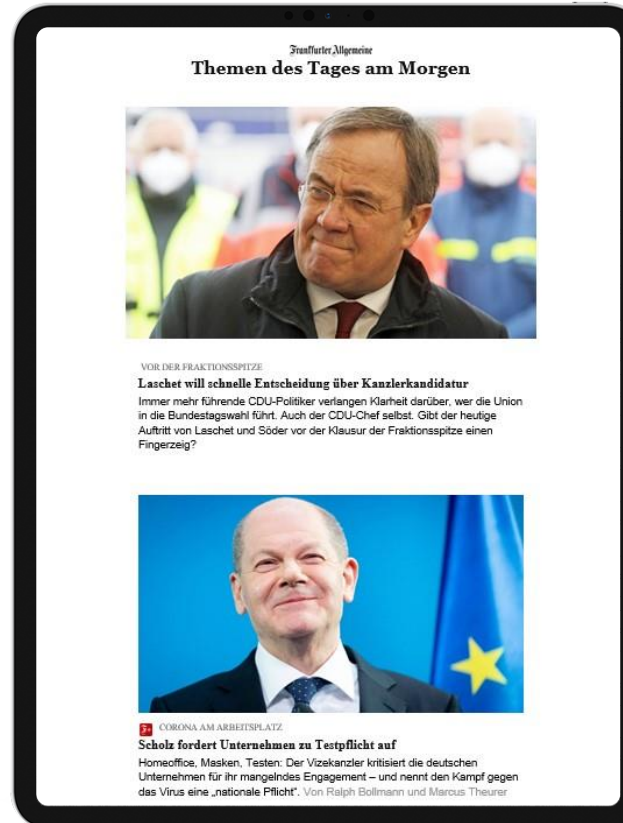 Frankfurter Allgemeine
Themen des Tages am Morgen
VOR DER FRAKTIONSSPITZE
Laschet will schnelle Entscheidung über Kanzlerkandidatur
Immer mehr führende CDU-Politiker verlangen Klarheit darüber, wer die Union
in die Bundestagswahl führt. Auch der CDU-Chef selbst. Gibt der heutige
Auftritt von Laschet und Söder vor der Klausur der Fraktionsspitze einen
Fingerzeig?
F+ CORONA AM ARBEITSPLATZ
Scholz fordert Unternehmen zu Testpflicht auf
Homeoffice, Masken, Testen: Der Vizekanzler kritisiert die deutschen
Unternehmen für ihr mangelndes Engagement – und nennt den Kampf gegen
das Virus eine „nationale Pflicht“. Von Ralph Bollmann und Marcus Theurer